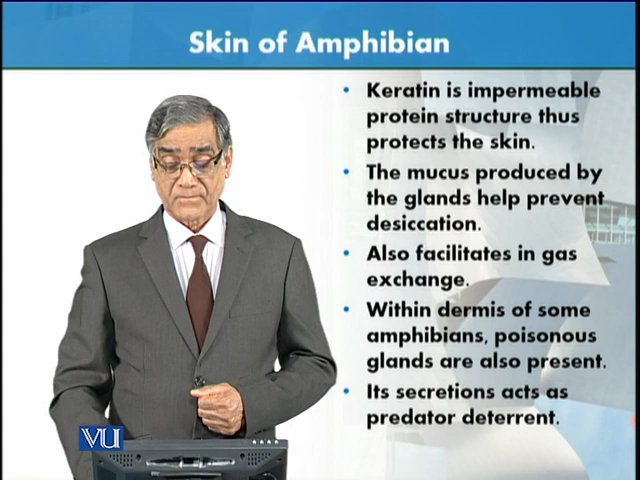 Skin of Amphibian
• Keratin is impermeable
protein structure thus
protects the skin.
• The mucus produced by
the glands help prevent
desiccation.
• Also facilitates in gas
exchange.
• Within dermis of some
amphibians, poisonous
glands are also present.
• Its secretions acts as
predator deterrent.
VU